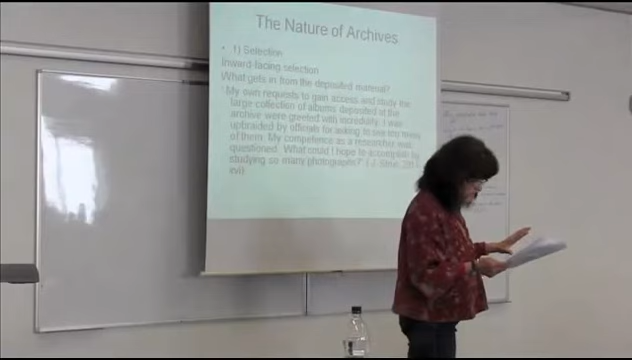 The Nature of Archives
• 1) Selection
Inward-facing selection
What gets in from the deposited material?
'My own requests to gain access and study the
large collection of albums deposited at the
archive were greeted with incredulity. I was
upbraided by officials for asking to see
of them. My competence as a researcher was
questioned. What could I hope to accomplish by
studying so many photographs?' (J. 
xvi)